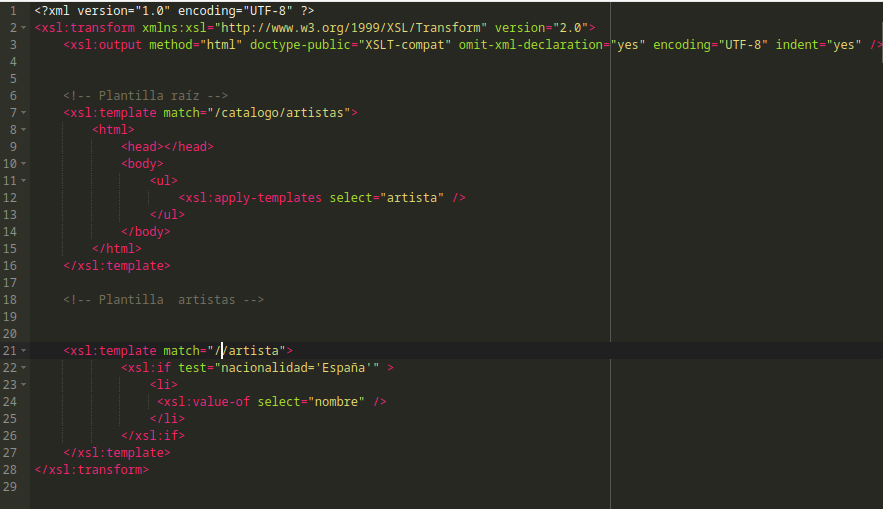 1 <?xml version="1.0" encoding="UTF-8" ?>
2 <xsl:transform xmlns:xsl="http://www.w3.org/1999/XSL/Transform" version="2.0">
3 <xsl:output method="html" doctype-public="XSLT-compat" omit-xml-declaration="yes" encoding="UTF-8" indent="yes" />
4
5
6 <!-- Plantilla raíz -->
7 <xsl:template match="/catalogo/artistas">
8 <html>
9 <head></head>
10 <body>
11 <ul>
12 <xsl:apply-templates select="artista" />
13 </ul>
14 </body>
15 </html>
16 </xsl:template>
17
18 <!-- Plantilla  artistas -->
19
20
21 <xsl:template match="//artista">
22 <xsl:if test="nacionalidad='España'" >
23 <li>
24 <xsl:value-of select="nombre" />
25 </li>
26 </xsl:if>
27 </xsl:template>
28 </xsl:transform>
29